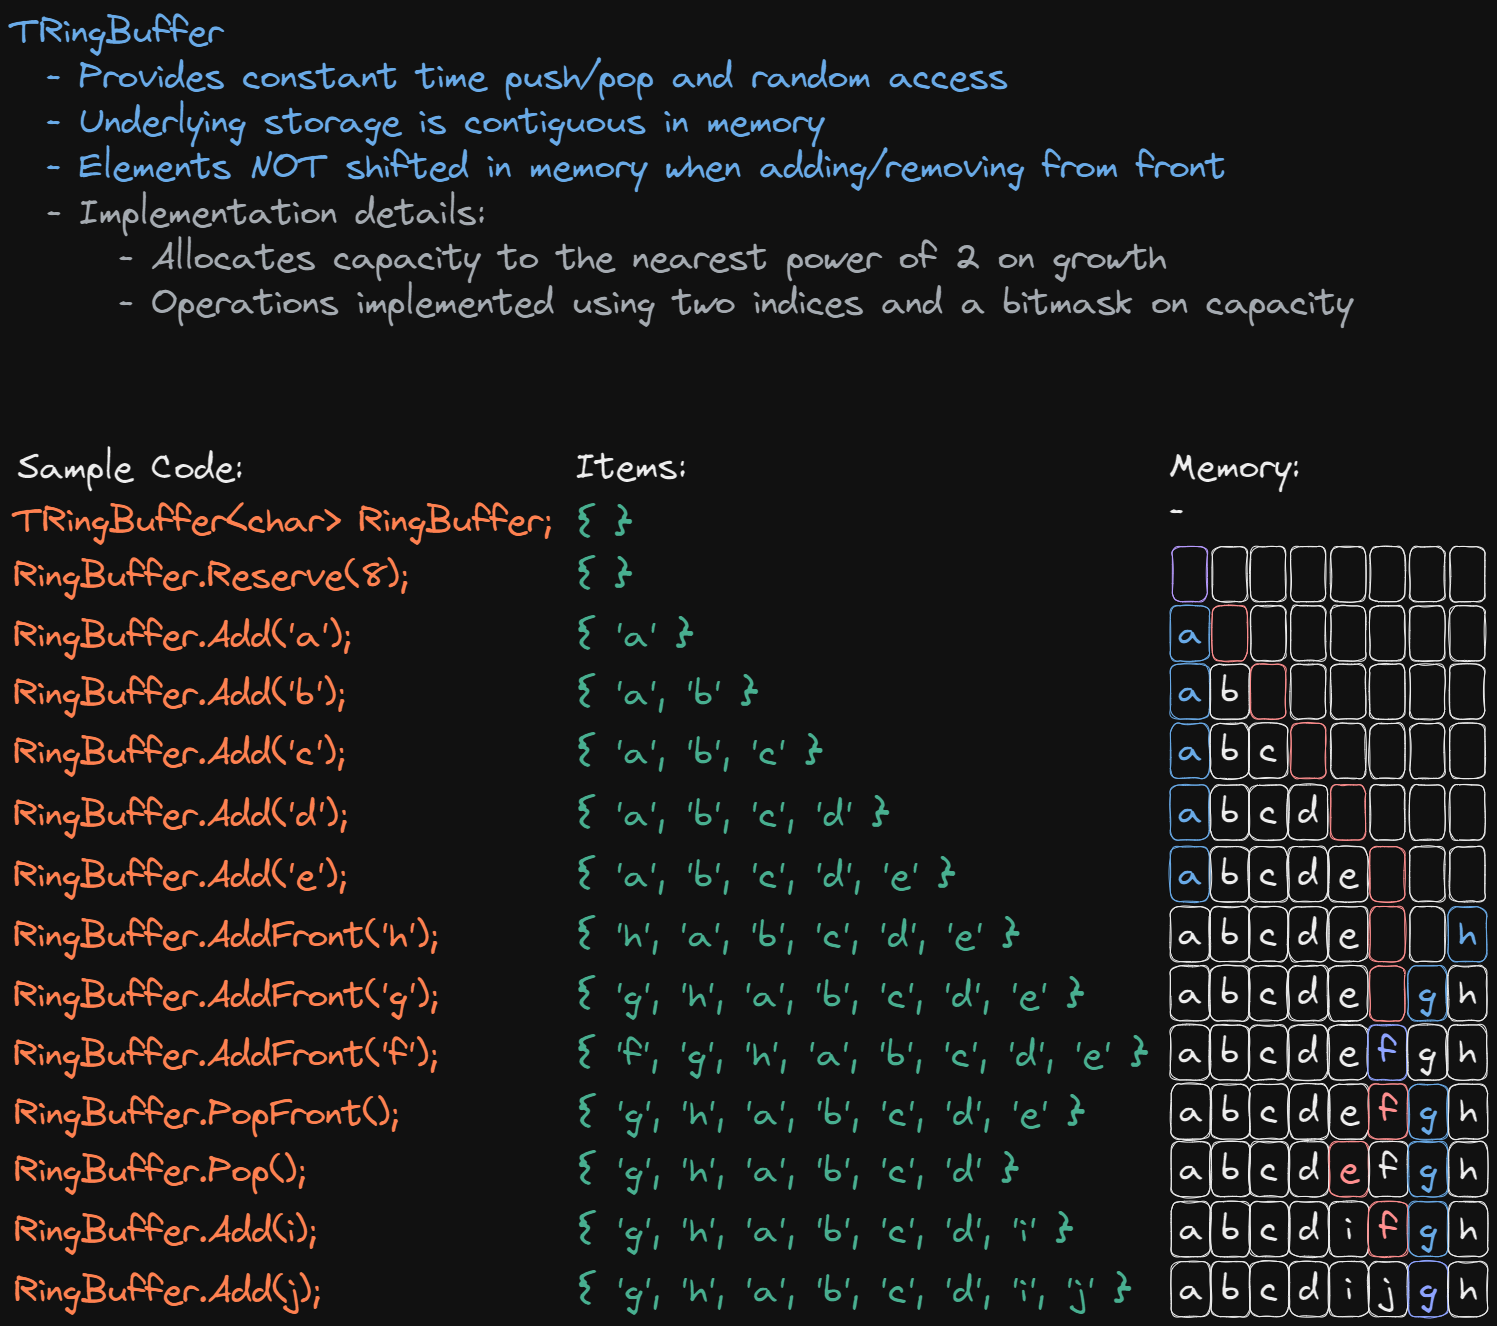 TRingBuffer
- Provides constant time push/pop and random access
- Underlying storage is contiguous in memory
- Elements NOT shifted in memory when adding/removing from front
- Implementation details:
- Allocates capacity to the nearest power of 2 on growth
- Operations implemented using two indices and a bitmask on capacity
Sample Code: Items: Memory:
TRingBuffer<char> RingBuffer; { } -
RingBuffer.Reserve(8); { }
RingBuffer.Add('a'); { 'a' } a
RingBuffer.Add('b'); { 'a', 'b' } a b
RingBuffer.Add('c'); { 'a', 'b', 'c' } a b c
RingBuffer.Add('d'); { 'a', 'b', 'c', 'd' } a b c d
RingBuffer.Add('e'); { 'a', 'b', 'c', 'd', 'e' } a b c d e
RingBuffer.AddFront('h'); { 'h', 'a', 'b', 'c', 'd', 'e' } a b c d e h
RingBuffer.AddFront('g'); { 'g', 'h', 'a', 'b', 'c', 'd', 'e' } a b c d e g h
RingBuffer.AddFront('f'); { 'f', 'g', 'h', 'a', 'b', 'c', 'd', 'e' } a b c d e f g h
RingBuffer.PopFront(); { 'g', 'h', 'a', 'b', 'c', 'd', 'e' } a b c d e f g h
RingBuffer.Pop(); { 'g', 'h', 'a', 'b', 'c', 'd' } a b c d e f g h
RingBuffer.Add(i); { 'g', 'h', 'a', 'b', 'c', 'd', 'i' } a b c d i f g h
RingBuffer.Add(j); { 'g', 'h', 'a', 'b', 'c', 'd', 'i', 'j' } a b c d i j g h